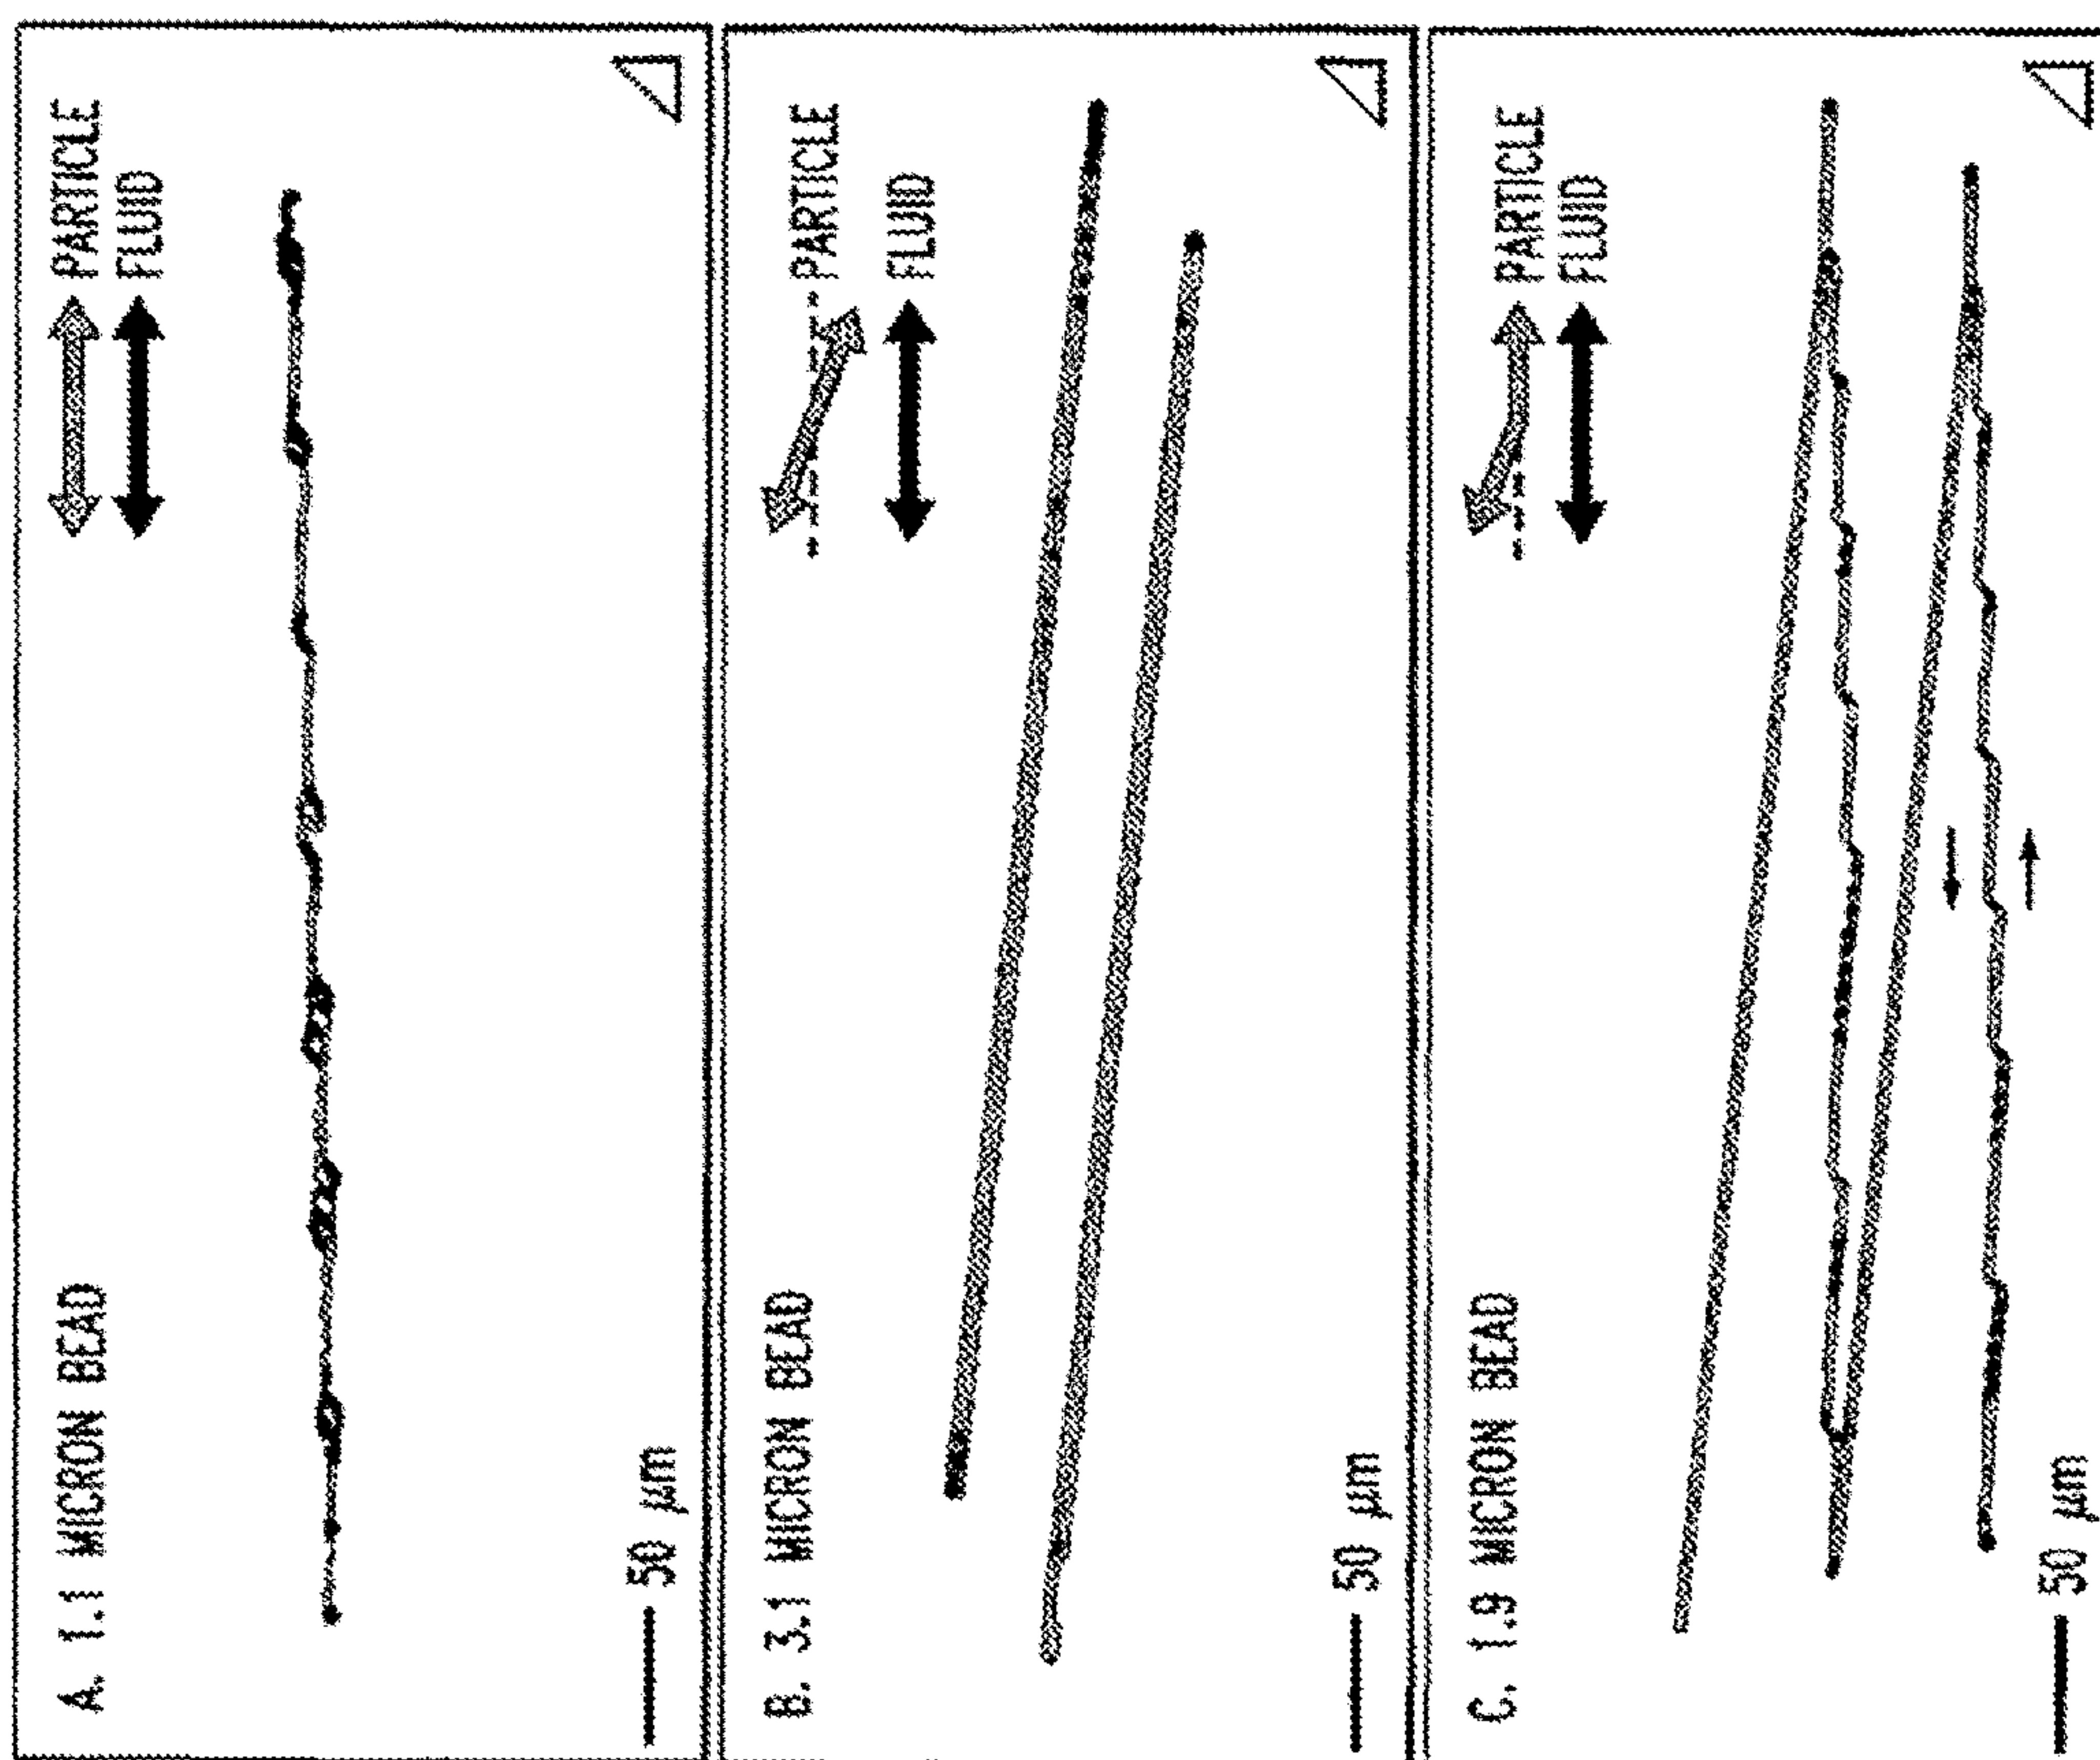 A. 1.1 MICRON BEAD
PARTICLE
FLUID
50 μm
B. 3.1 MICRON BEAD
PARTICLE
FLUID
50 μm
C. 1.9 MICRON BEAD
PARTICLE
FLUID
50 μm